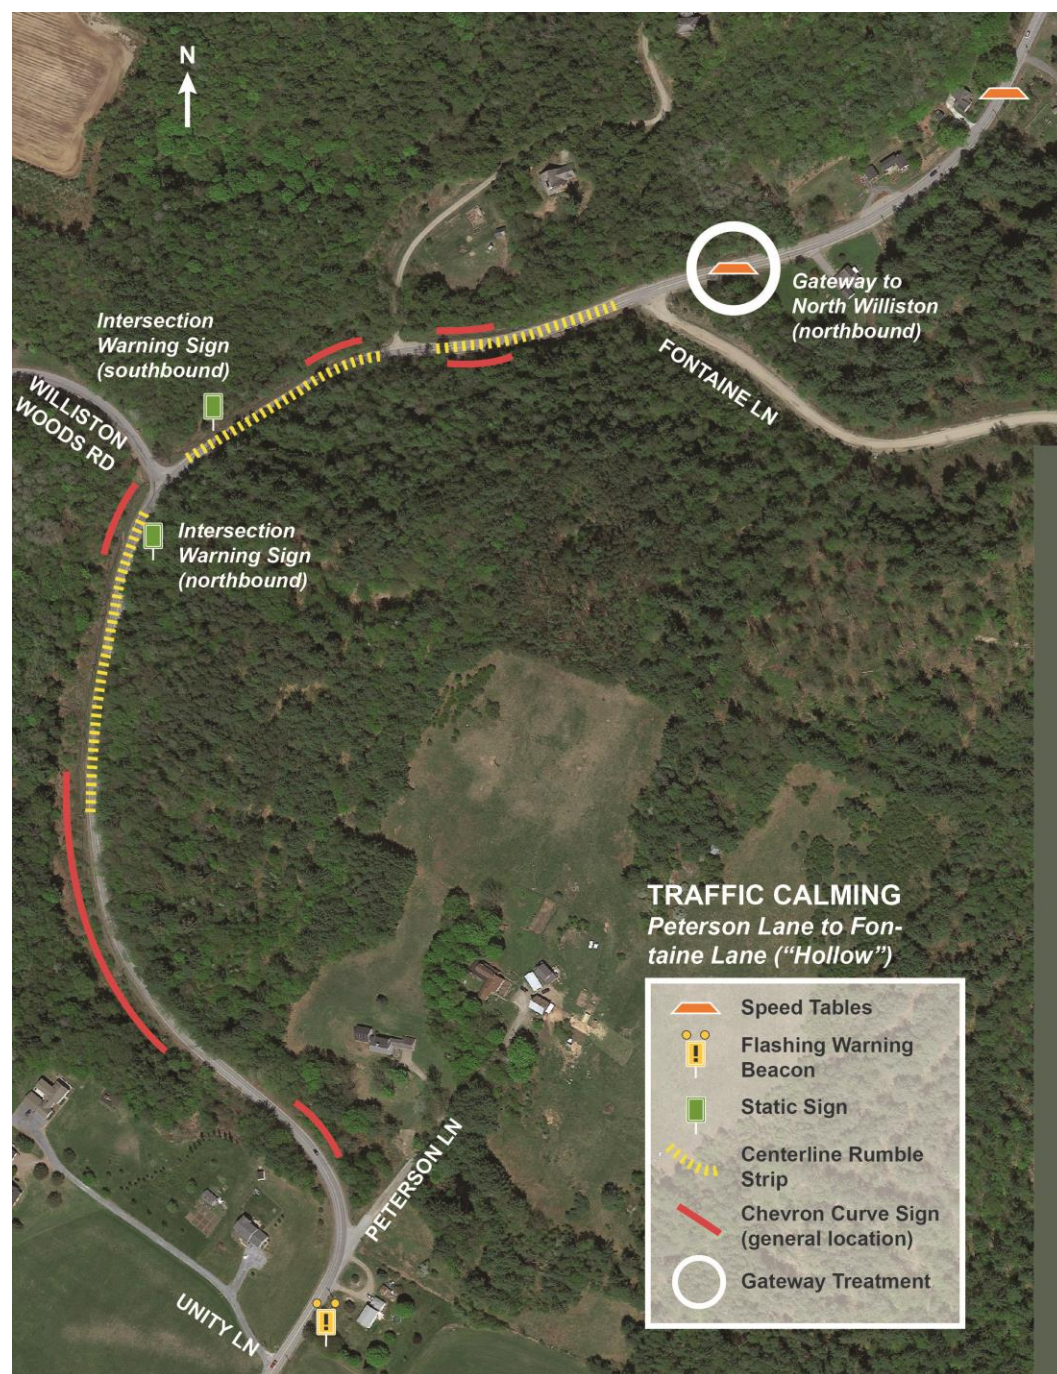 N
Intersection
Warning Sign
(southbound)
Gateway to
North Williston
(northbound)
FONTAINE LN
WILLISTON
WOODS RD
Intersection
Warning Sign
(northbound)
TRAFFIC CALMING
Peterson Lane to Fon-
taine Lane (“Hollow”)
Speed Tables
!
Flashing Warning
Beacon
Static Sign
Centerline Rumble
Strip
Chevron Curve Sign
(general location)
Gateway Treatment
PETERSON LN
UNITY LN
!